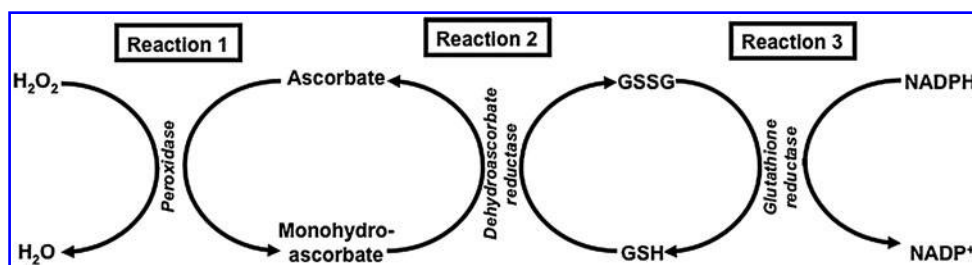 Reaction 1
Reaction 2
Reaction 3
H₂O₂
Ascorbate
GSSG
NADPH
Peroxidase
Dehydroascorbate
reductase
Glutathione
reductase
H₂O
Monohydro-
ascorbate
GSH
NADP⁺